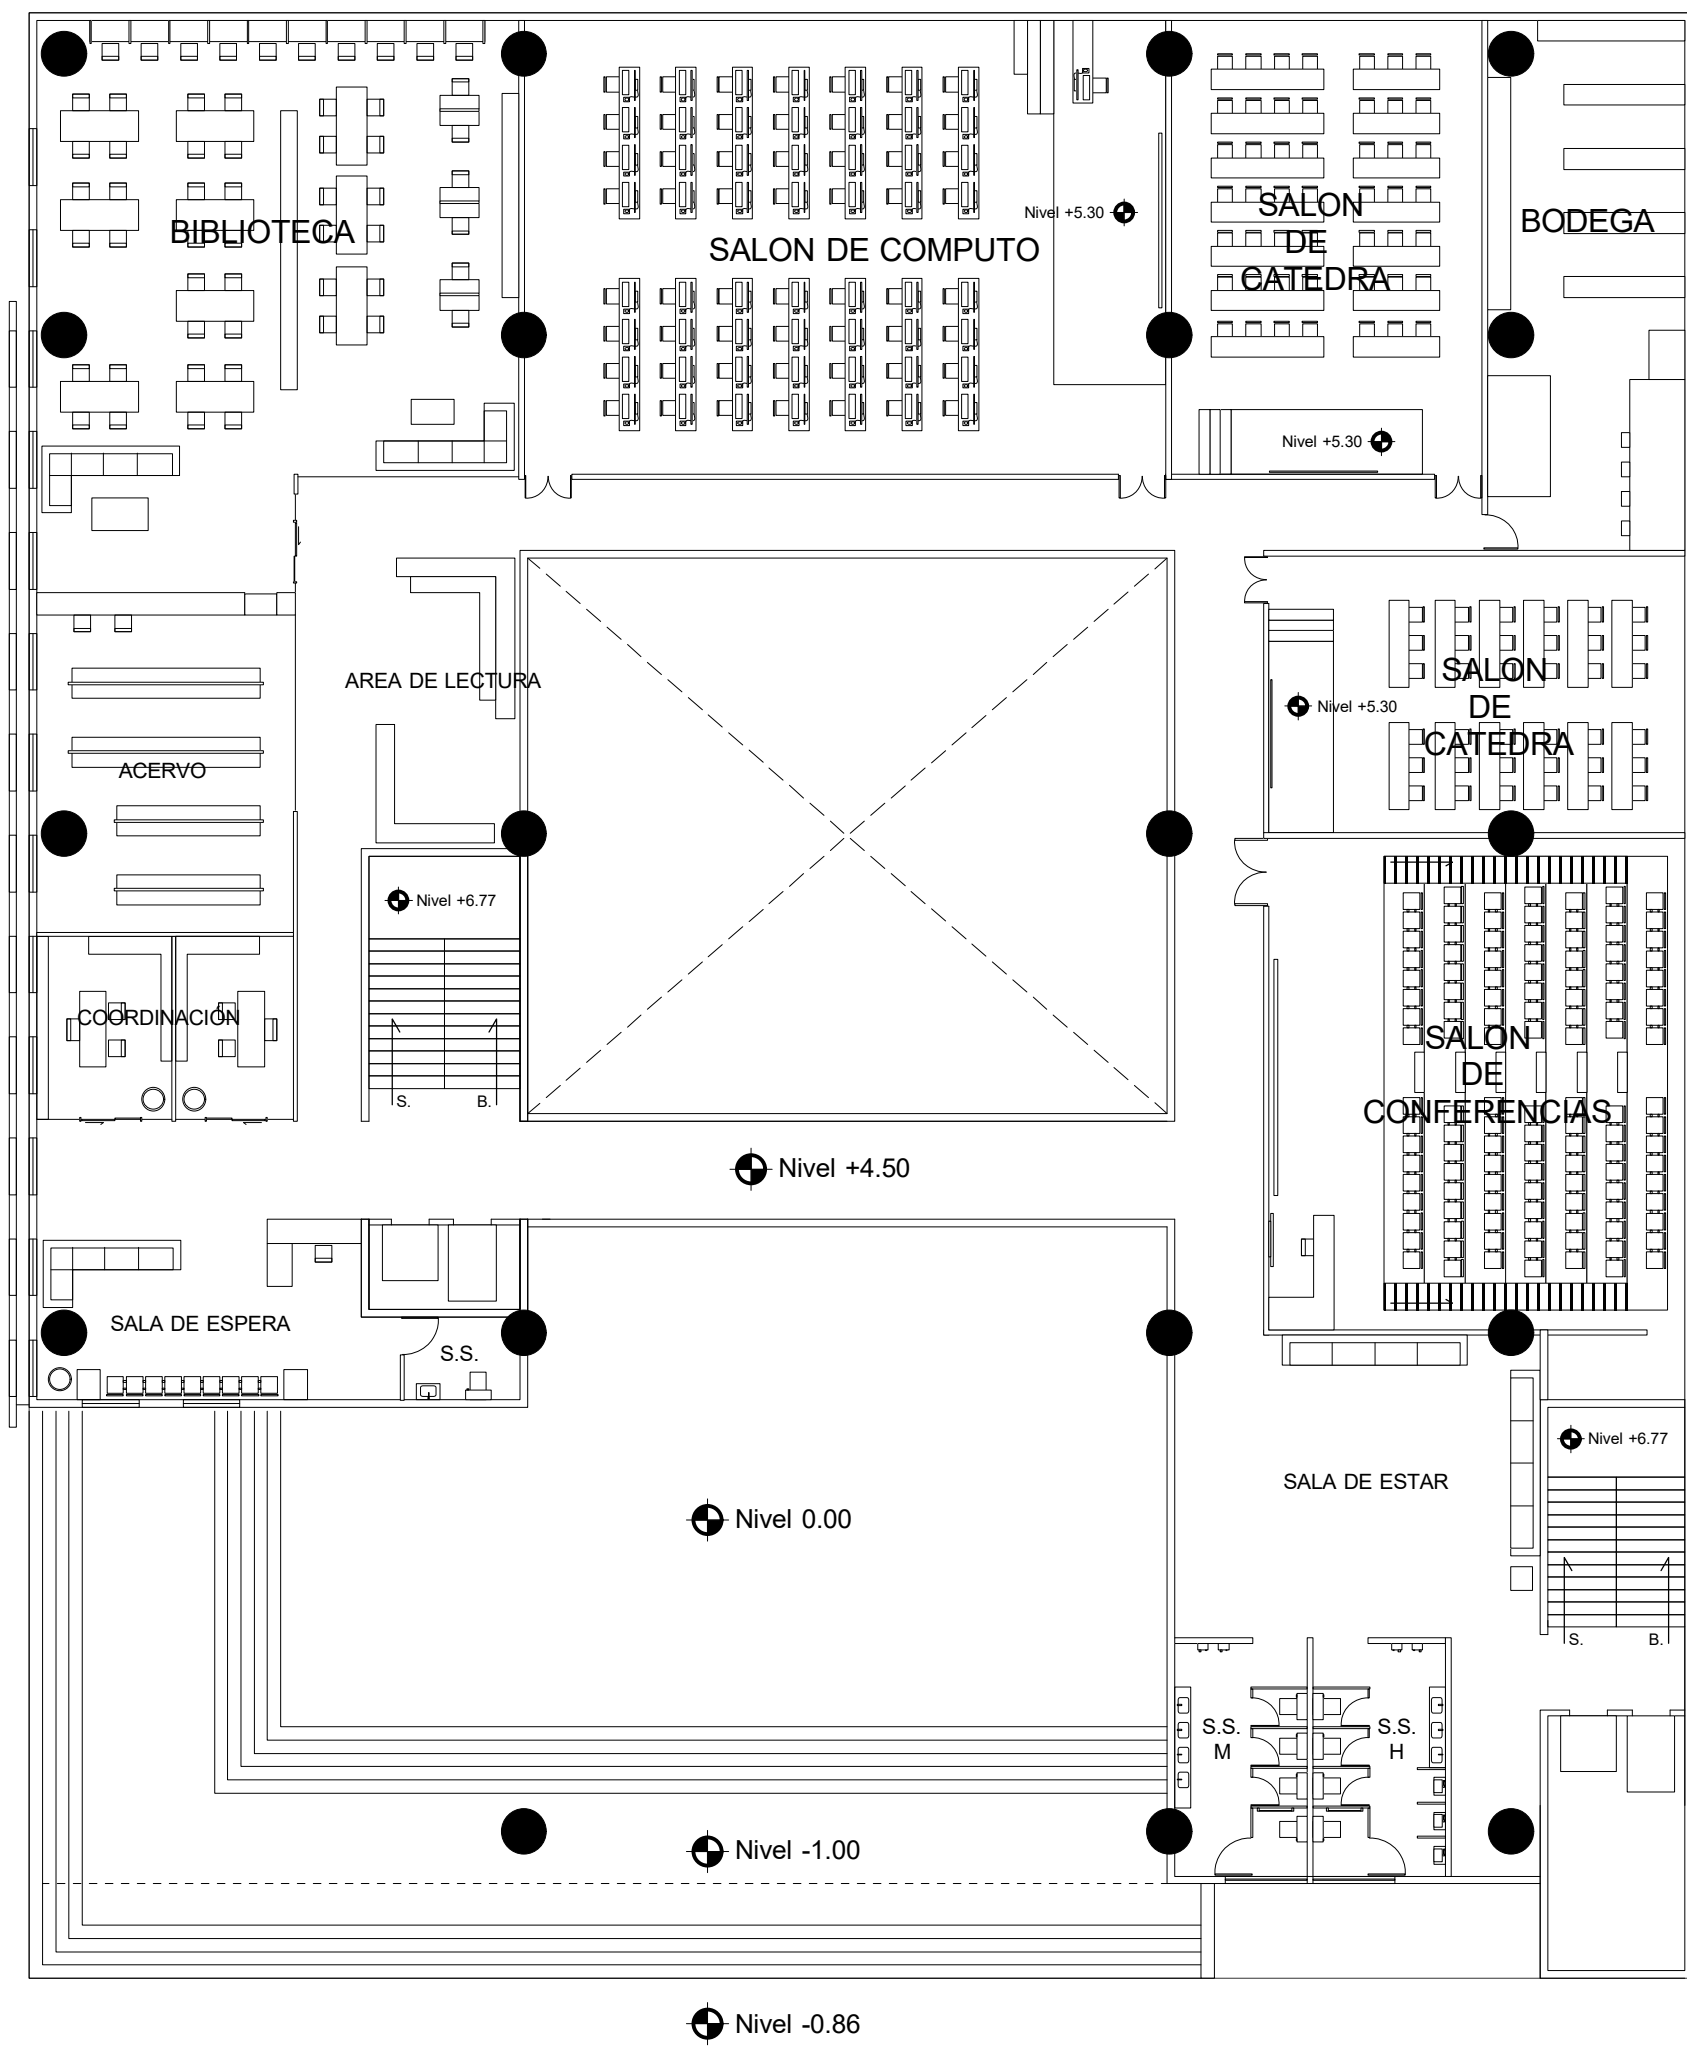 BIBLIOTECA
SALON DE COMPUTO
Nivel +5.30
SALON
DE
CATEDRA
BODEGA
Nivel +5.30
AREA DE LECTURA
ACERVO
SALON
DE
CATEDRA
Nivel +5.30
Nivel +6.77
COORDINACIÓN
S.
B.
SALON
DE
CONFERENCIAS
Nivel +4.50
SALA DE ESPERA
S.S.
Nivel +6.77
SALA DE ESTAR
Nivel 0.00
S.
B.
S.S.
M
S.S.
H
Nivel -1.00
Nivel -0.86